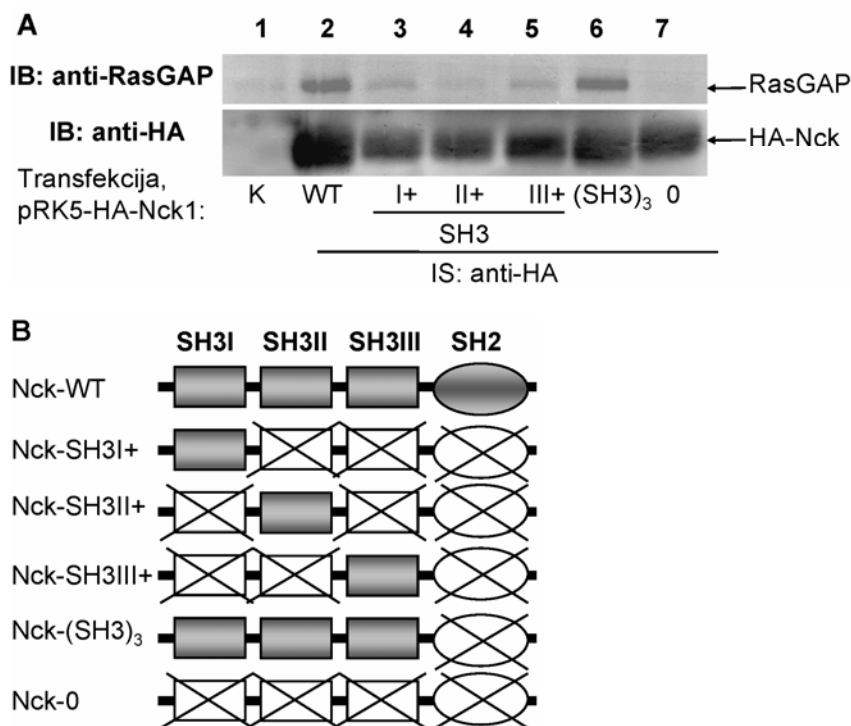 A
1 2 3 4 5 6 7
IB: anti-RasGAP
RasGAP
IB: anti-HA
HA-Nck
Transfekcija,
pRK5-HA-Nck1:
K WT I+ II+ III+ (SH3)₃ 0
SH3
IS: anti-HA
B
SH3I SH3II SH3III SH2
Nck-WT
Nck-SH3I+
Nck-SH3II+
Nck-SH3III+
Nck-(SH3)₃
Nck-0